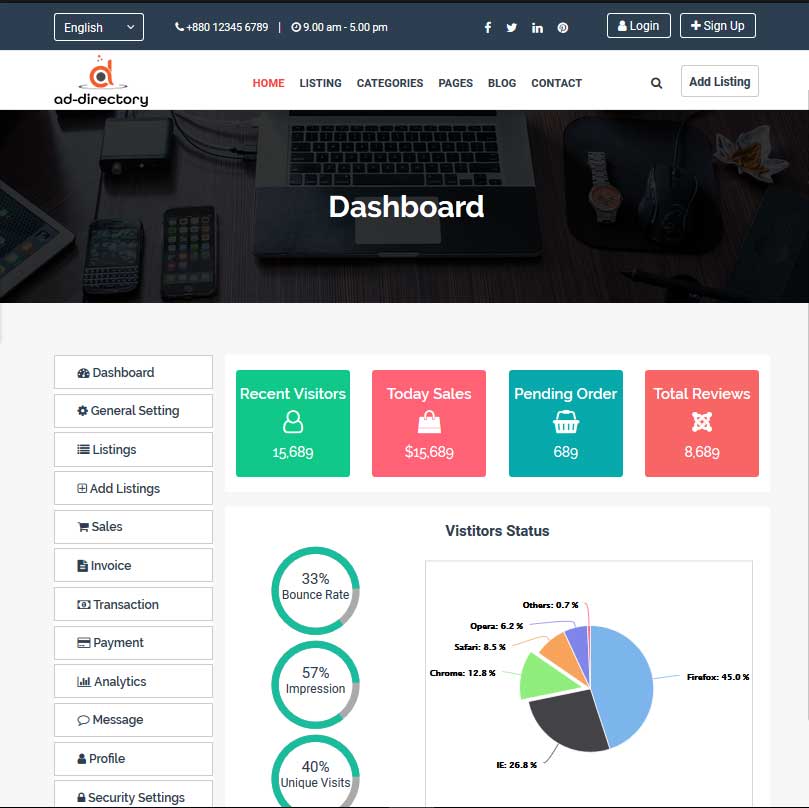 English
+880 12345 6789 | 9.00 am - 5.00 pm
Login
Sign Up
ad-directory
HOME LISTING CATEGORIES PAGES BLOG CONTACT
Add Listing
Dashboard
Dashboard
General Setting
Listings
Add Listings
Sales
Invoice
Transaction
Payment
Analytics
Message
Profile
Security Settings
Recent Visitors
15,689
Today Sales
$15,689
Pending Order
689
Total Reviews
8,689
Vistitors Status
33%
Bounce Rate
57%
Impression
40%
Unique Visits
Others: 0.7 %
Opera: 6.2 %
Safari: 8.5 %
Chrome: 12.8 %
Firefox: 45.0 %
IE: 26.8 %